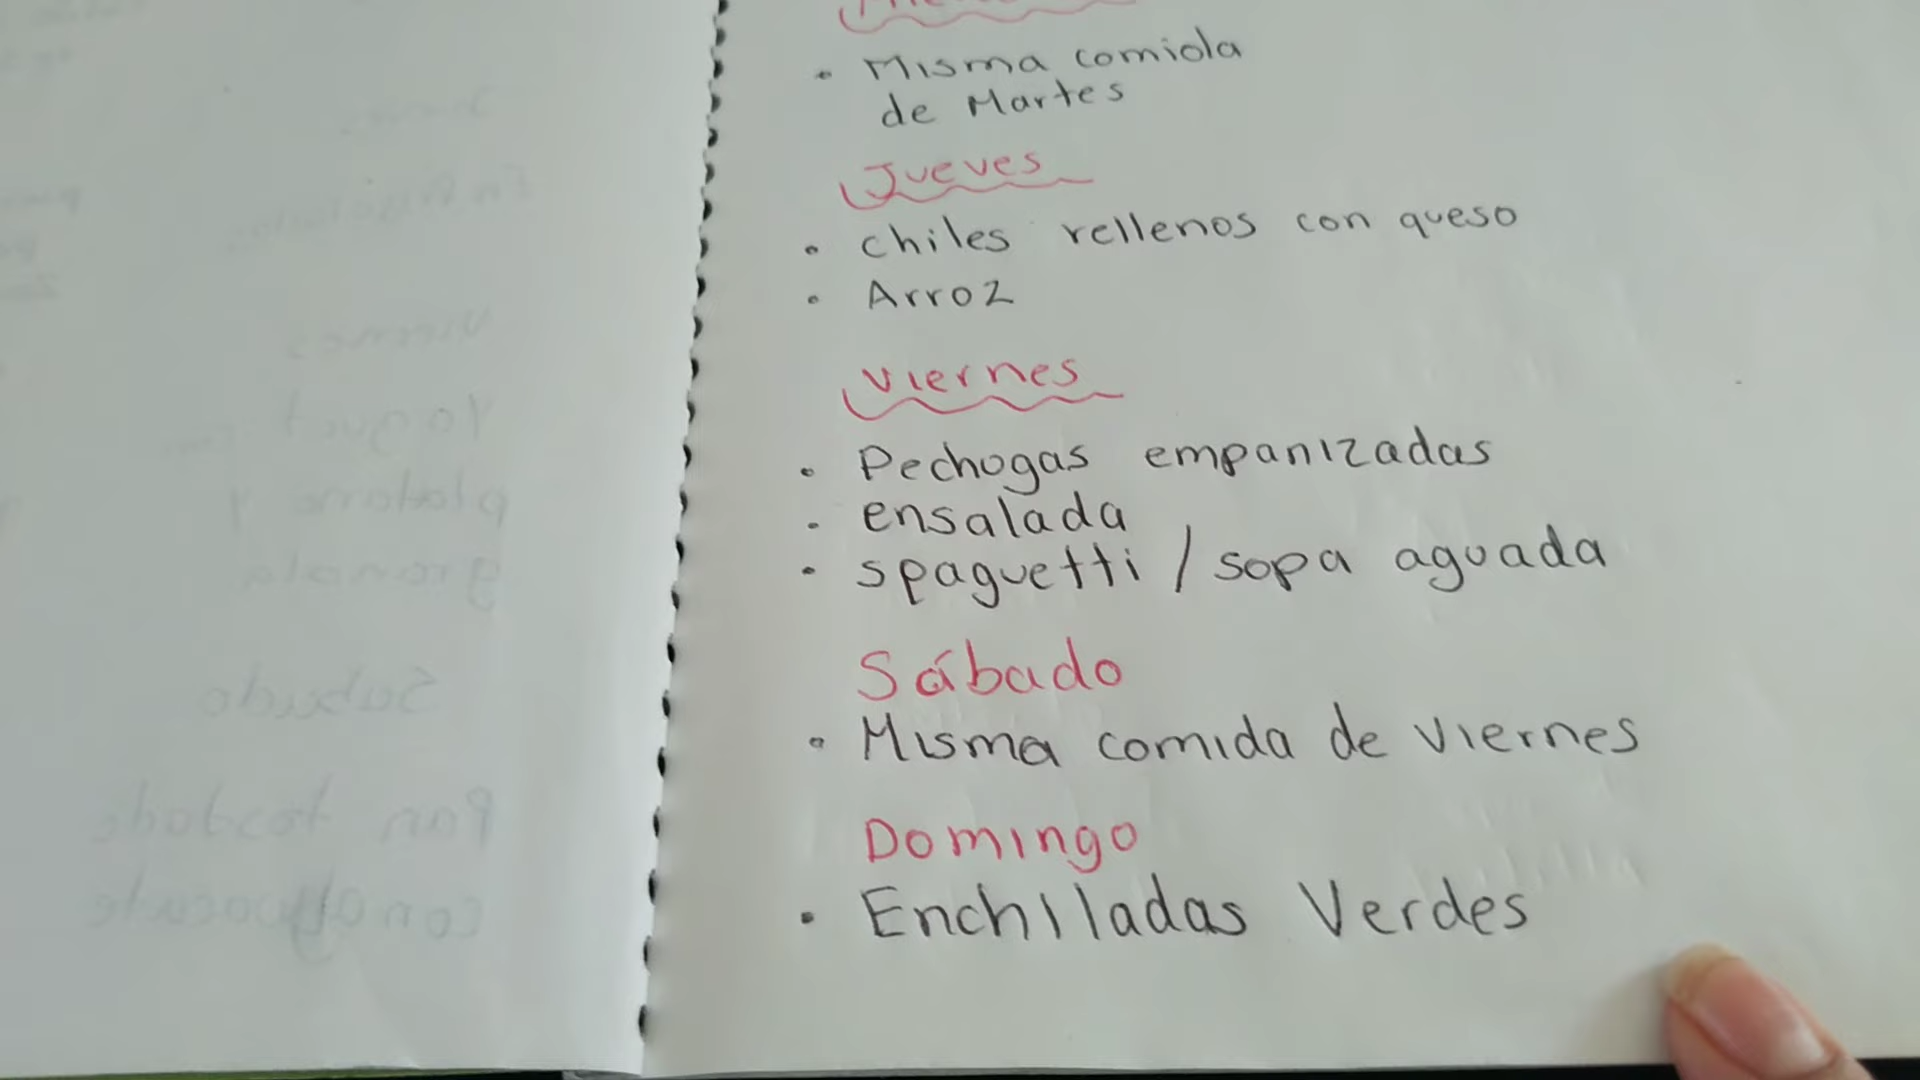 Misma comida
de Martes
Jueves
chiles rellenos con queso
Arroz
Viernes
Pechugas empanizadas
ensalada
spaguetti / sopa aguada
Sábado
Misma comida de viernes
Domingo
Enchiladas Verdes